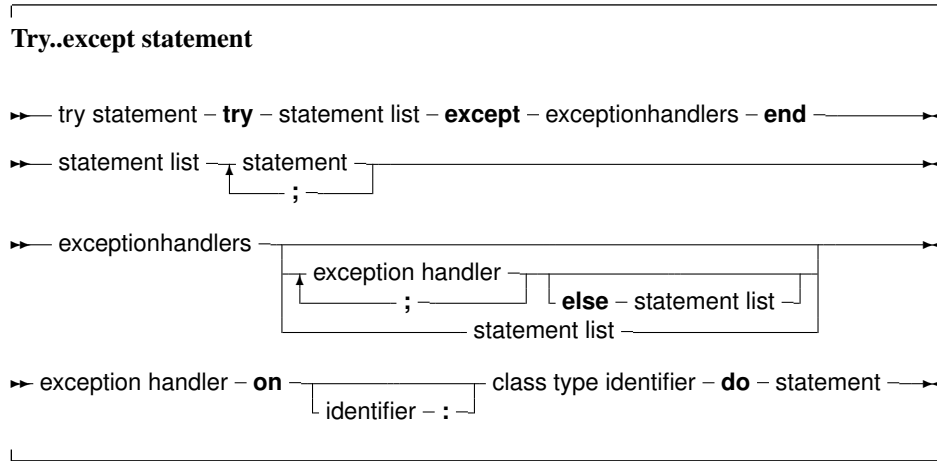 Try..except statement
try statement – try – statement list – except – exceptionhandlers – end
statement list statement
;
exceptionhandlers
exception handler
; else – statement list
statement list
exception handler – on class type identifier – do – statement
identifier – :